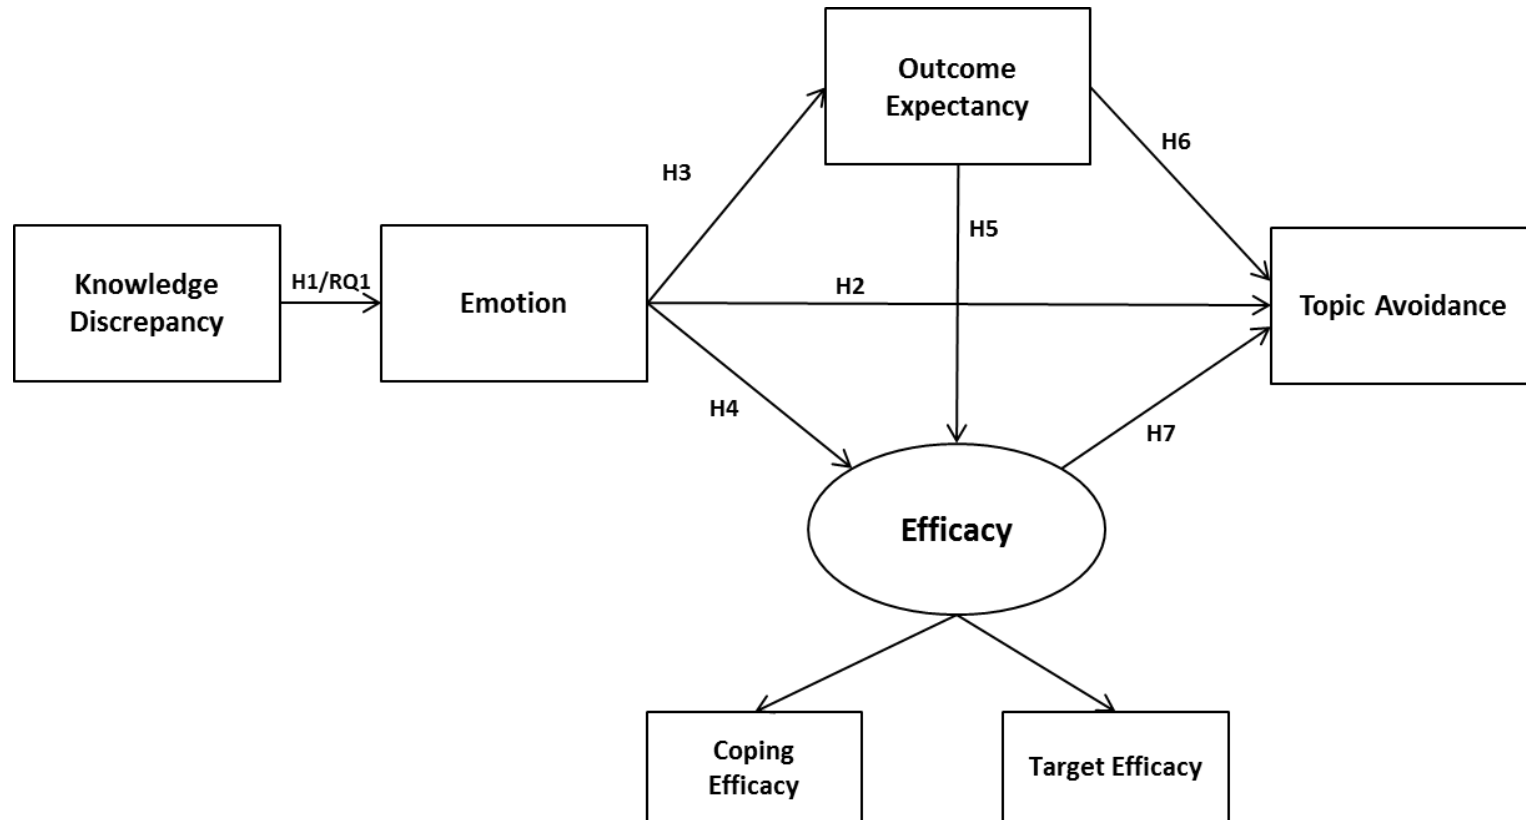 Outcome
Expectancy
H6
H3
H5
Knowledge
Discrepancy
H1/RQ1
Emotion
H2
Topic Avoidance
H4
H7
Efficacy
Coping
Efficacy
Target Efficacy